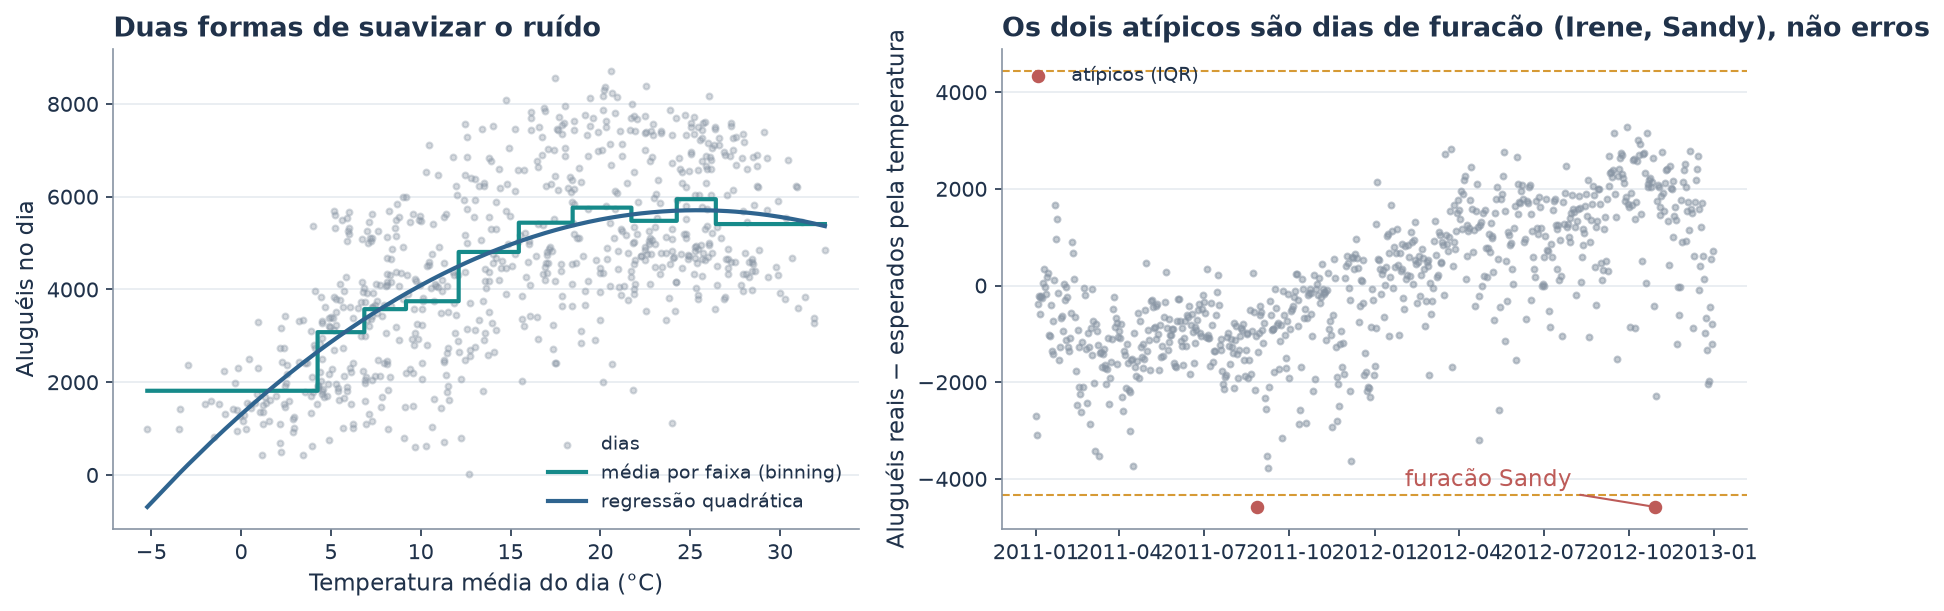 Duas formas de suavizar o ruído
Aluguéis no dia
8000
6000
4000
2000
0
dias
média por faixa (binning)
regressão quadrática
−5
0
5
10
15
20
25
30
Temperatura média do dia (°C)
Os dois atípicos são dias de furacão (Irene, Sandy), não erros
Aluguéis reais − esperados pela temperatura
atípicos (IQR)
4000
2000
0
−2000
−4000
furacão Sandy
2011-01
2011-04
2011-07
2011-10
2012-01
2012-04
2012-07
2012-10
2013-01